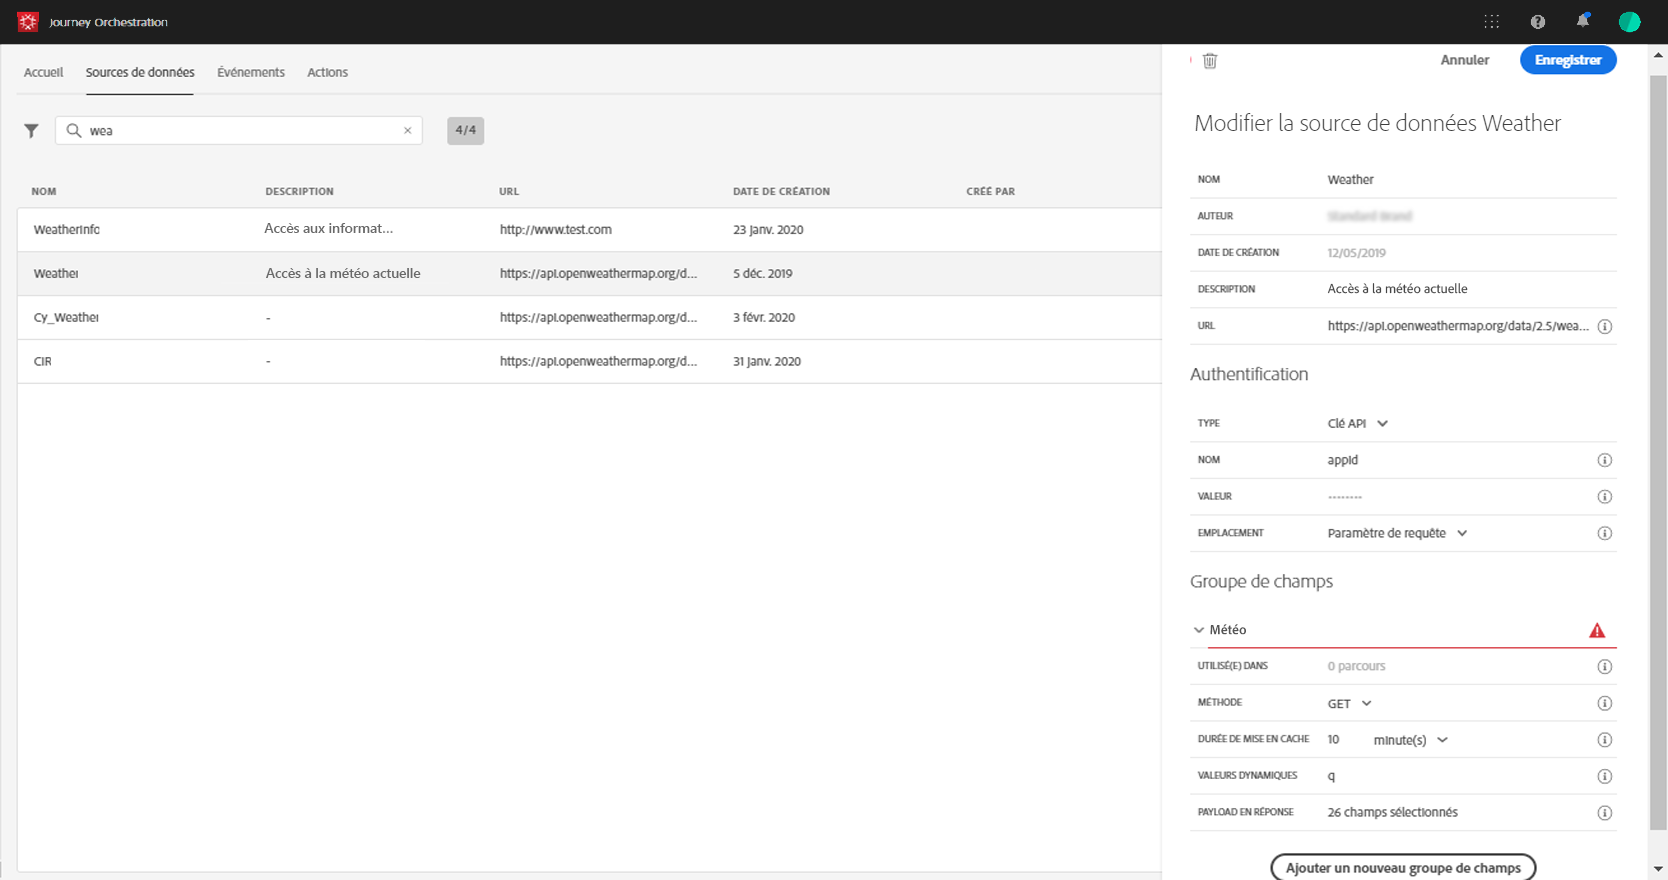 Journey Orchestration
Accueil Sources de données Événements Actions
wea 4/4
NOM DESCRIPTION URL DATE DE CRÉATION CRÉÉ PAR
WeatherInfo Accès aux informat... http://www.test.com 23 janv. 2020
Weather Accès à la météo actuelle https://api.openweathermap.org/d... 5 déc. 2019
Cy_Weather - https://api.openweathermap.org/d... 3 févr. 2020
CIR - https://api.openweathermap.org/d... 31 janv. 2020
Annuler Enregistrer
Modifier la source de données Weather
NOM Weather
AUTEUR
DATE DE CRÉATION 12/05/2019
DESCRIPTION Accès à la météo actuelle
URL https://api.openweathermap.org/data/2.5/wea...
Authentification
TYPE Clé API
NOM appid
VALEUR --------
EMPLACEMENT Paramètre de requête
Groupe de champs
Météo
UTILISÉ(E) DANS 0 parcours
MÉTHODE GET
DURÉE DE MISE EN CACHE 10 minute(s)
VALEURS DYNAMIQUES q
PAYLOAD EN RÉPONSE 26 champs sélectionnés
Ajouter un nouveau groupe de champs